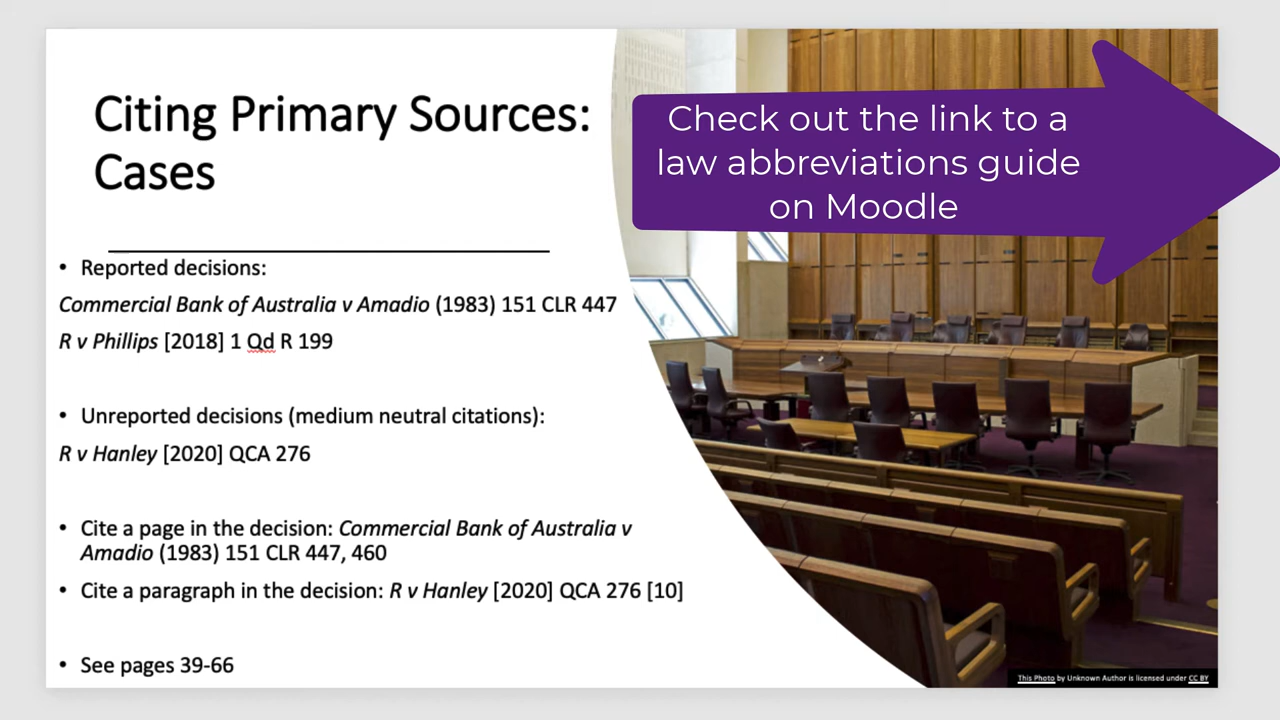 Citing Primary Sources:
Cases
Check out the link to a
law abbreviations guide
on Moodle
• Reported decisions:
Commercial Bank of Australia v Amadio (1983) 151 CLR 447
R v Phillips [2018] 1 Qd R 199
• Unreported decisions (medium neutral citations):
R v Hanley [2020] QCA 276
• Cite a page in the decision: Commercial Bank of Australia v
Amadio (1983) 151 CLR 447, 460
• Cite a paragraph in the decision: R v Hanley [2020] QCA 276 [10]
• See pages 39-66
This Photo by Unknown Author is licensed under CC BY